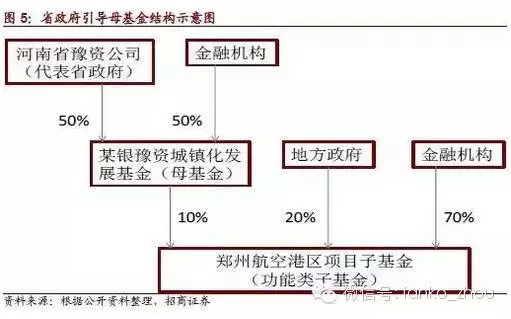 图 5：省政府引导母基金结构示意图
河南省豫资公司
（代表省政府）
金融机构
50%
50%
某银豫资城镇化发
展基金（母基金）
地方政府
金融机构
10%
20%
70%
郑州航空港区项目子基金
（功能类子基金）
资料来源：根据公开资料整理，招商证券
微信号: lanko_zhou